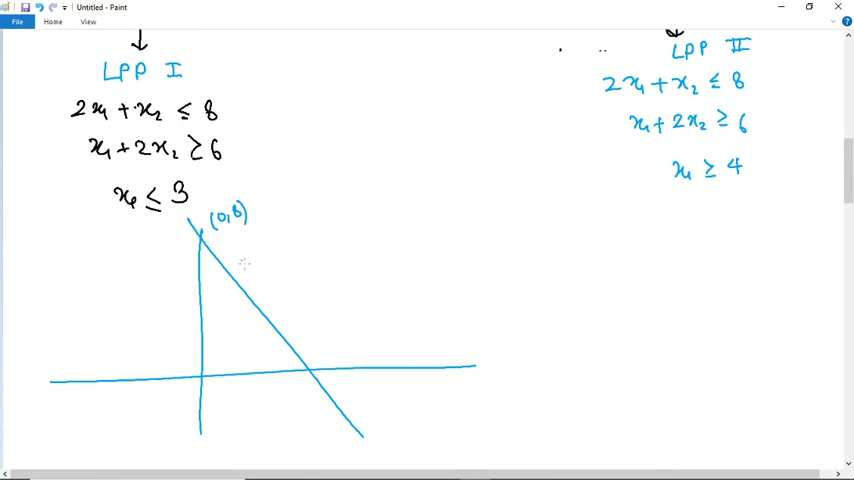 Untitled - Paint
File Home View
LPP I
2x₁ + x₂ ≤ 8
x₁ + 2x₂ ≥ 6
x₁ ≤ 3
(0,8)
LPP II
2x₁ + x₂ ≤ 8
x₁ + 2x₂ ≥ 6
x₁ ≥ 4